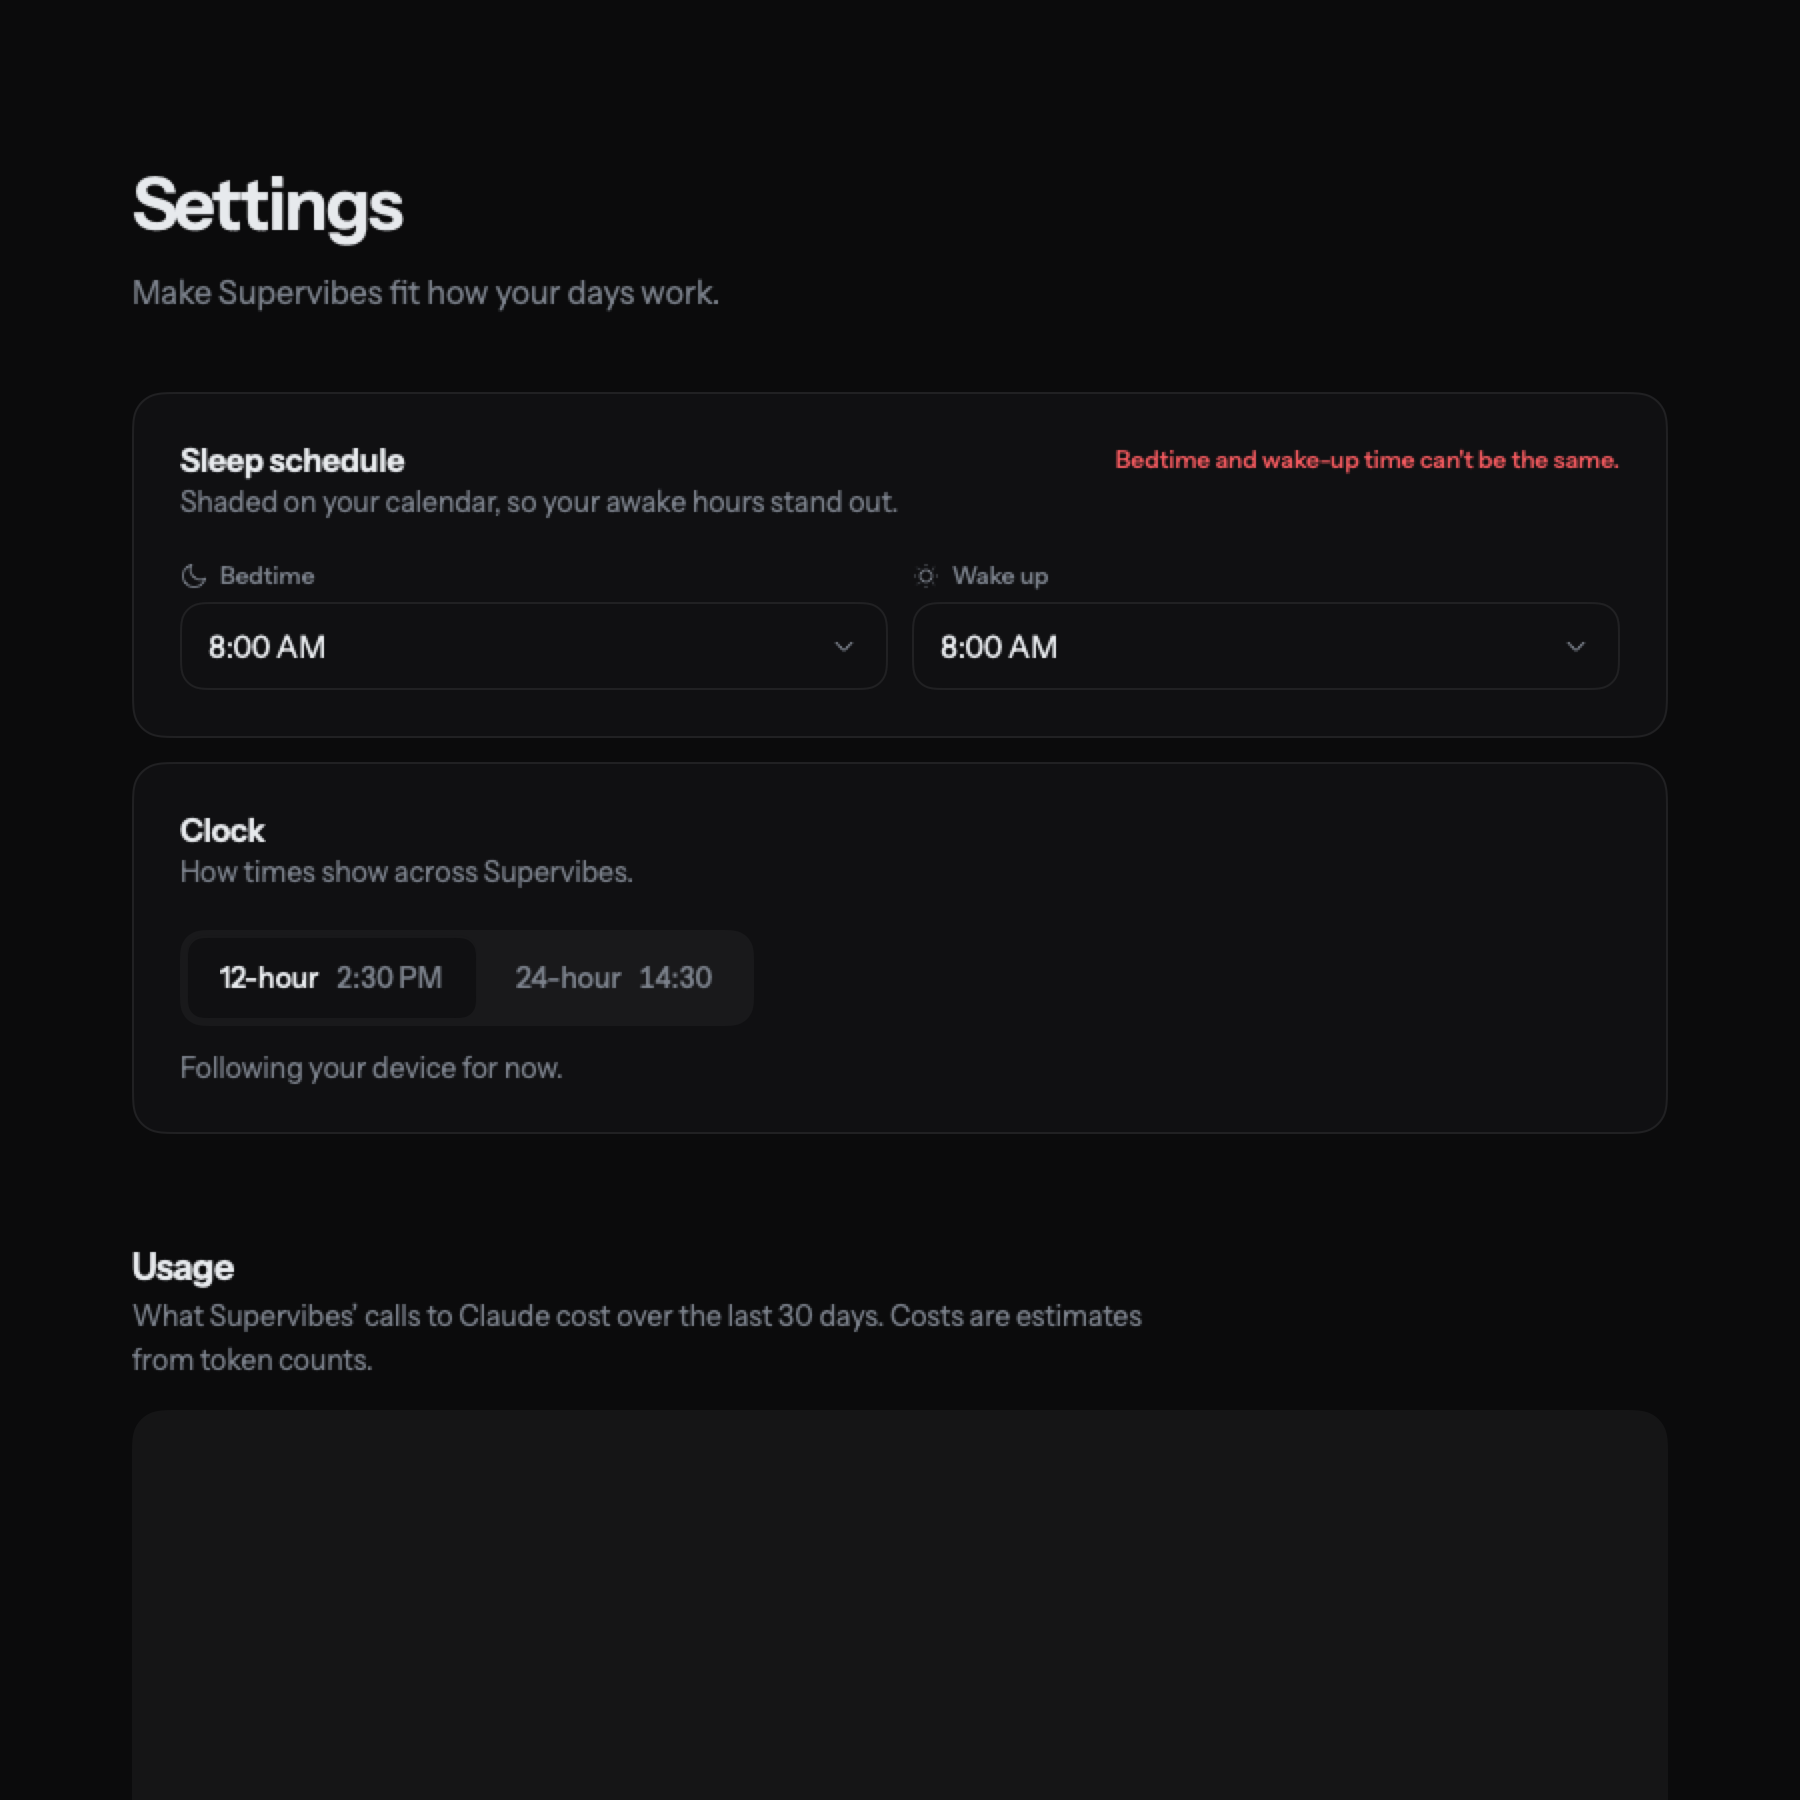 Settings
Make Supervibes fit how your days work.
Sleep schedule
Bedtime and wake-up time can't be the same.
Shaded on your calendar, so your awake hours stand out.
Bedtime
Wake up
8:00 AM
8:00 AM
Clock
How times show across Supervibes.
12-hour 2:30 PM 24-hour 14:30
Following your device for now.
Usage
What Supervibes’ calls to Claude cost over the last 30 days. Costs are estimates
from token counts.